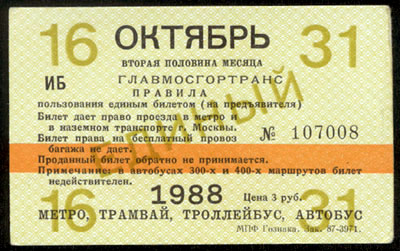 16 ОКТЯБРЬ 31
ВТОРАЯ ПОЛОВИНА МЕСЯЦА
ИБ ГЛАВМОСГОРТРАНС
ПРАВИЛА
пользования единым билетом (на предъявителя)
Билет дает право проезда в метро и
в наземном транспорте г. Москвы.
Билет права на бесплатный провоз
багажа не дает.
№ 107008
ЕДИНЫЙ
Проданный билет обратно не принимается.
Примечание: в автобусах 300-х и 400-х маршрутов билет
недействителен.
16 1988 Цена 3 руб. 31
МЕТРО, ТРАМВАЙ, ТРОЛЛЕЙБУС, АВТОБУС
МПФ Гознака. Зак. 87-3971.